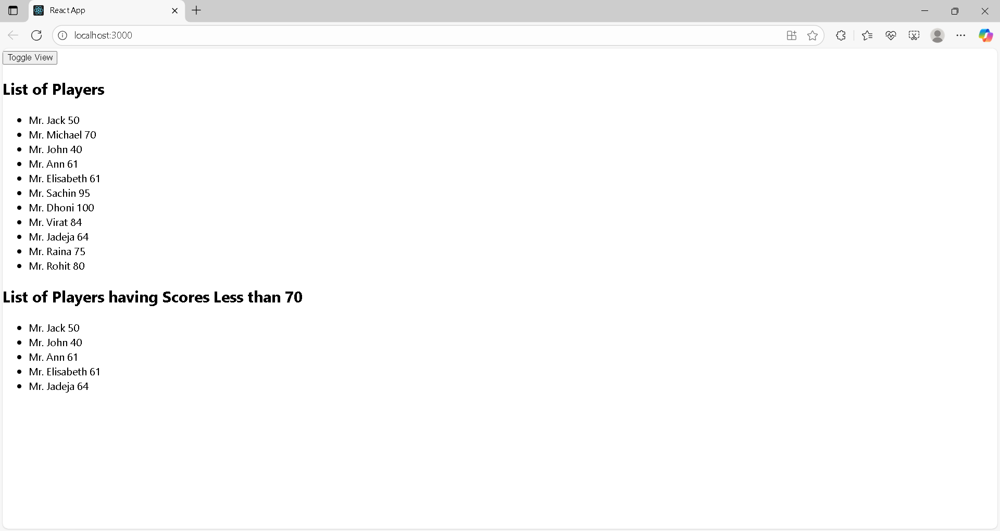 React App
localhost:3000
Toggle View
List of Players
Mr. Jack 50
Mr. Michael 70
Mr. John 40
Mr. Ann 61
Mr. Elisabeth 61
Mr. Sachin 95
Mr. Dhoni 100
Mr. Virat 84
Mr. Jadeja 64
Mr. Raina 75
Mr. Rohit 80
List of Players having Scores Less than 70
Mr. Jack 50
Mr. John 40
Mr. Ann 61
Mr. Elisabeth 61
Mr. Jadeja 64